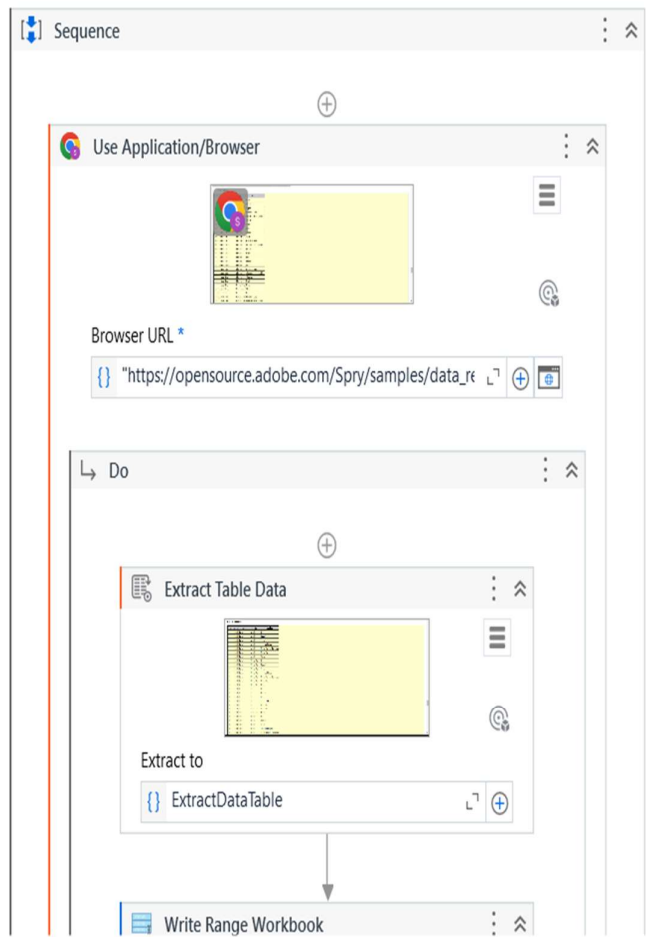 Sequence
Use Application/Browser
Browser URL *
{} "https://opensource.adobe.com/Spry/samples/data_re
Do
Extract Table Data
Extract to
{} ExtractDataTable
Write Range Workbook